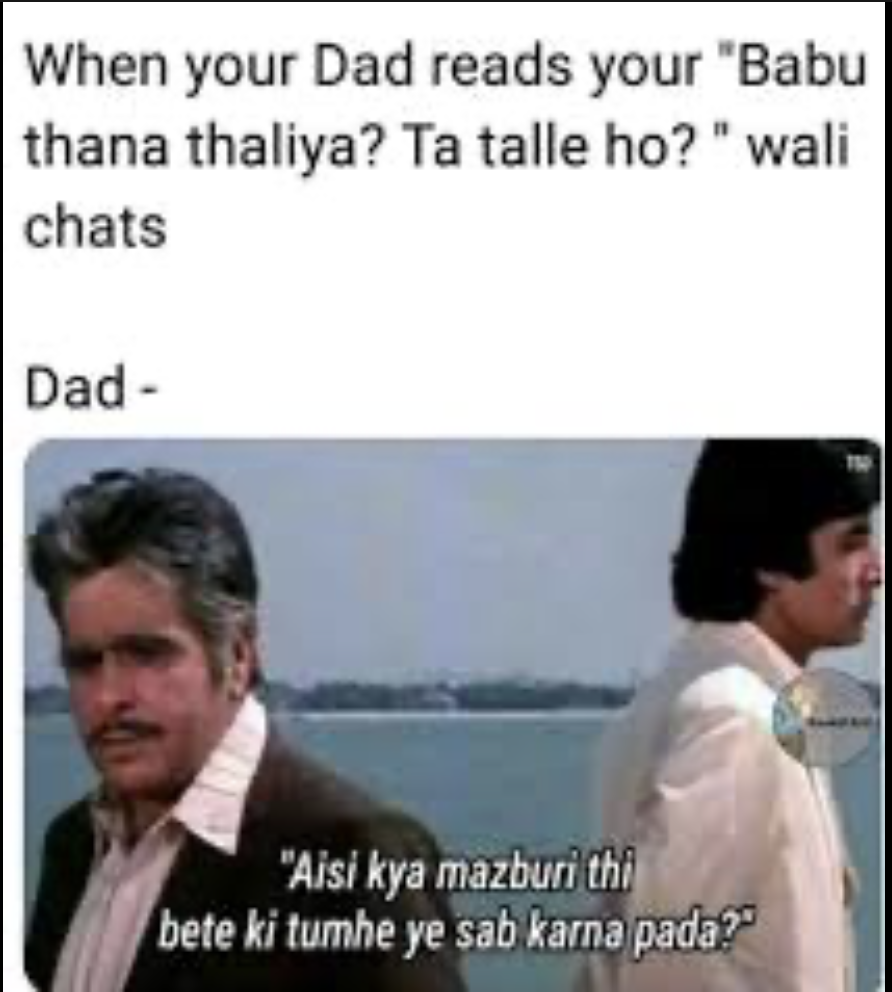 When your Dad reads your "Babu
thana thaliya? Ta talle ho? " wali
chats
Dad -
"Aisi kya mazburi thi
bete ki tumhe ye sab karna pada?"